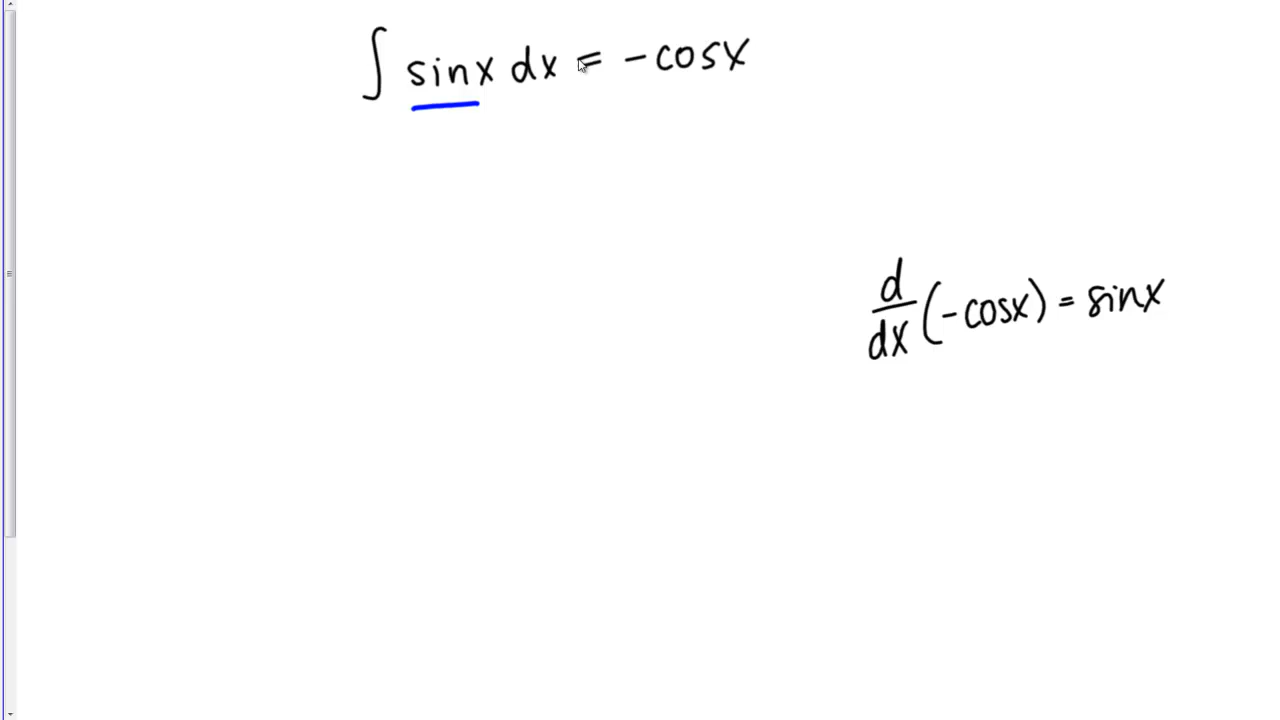 ∫ sinx dx = -cosx
d/dx (-cosx) = sinx